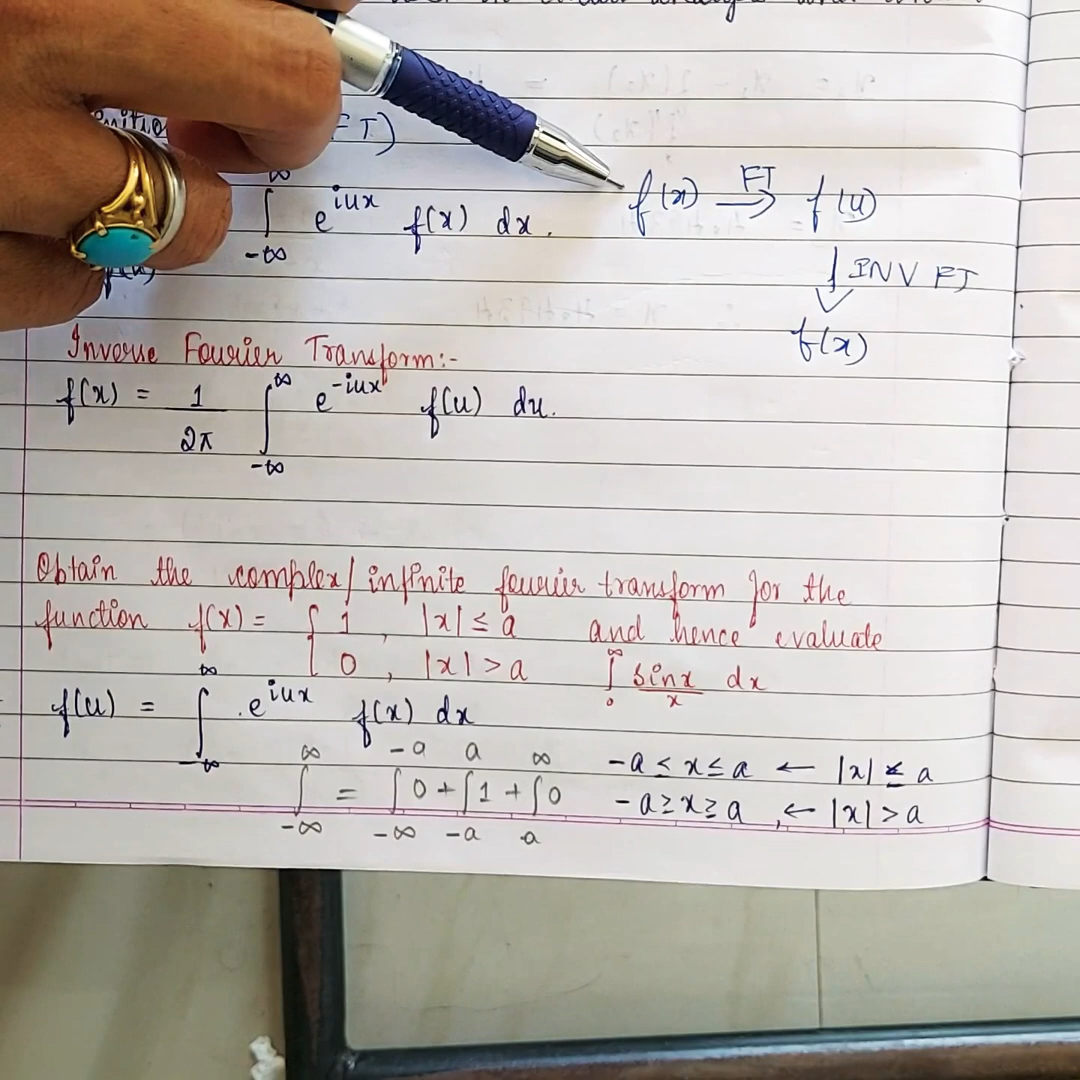 FT)
∫_{-∞}^{∞} e^{iux} f(x) dx.
f(x) ⟹ FT f(u)
↓ INV FT
f(x)
Inverse Fourier Transform:-
f(x) = 1/2π ∫_{-∞}^{∞} e^{-iux} f(u) du.
Obtain the complex/infinite fourier transform for the
function f(x) = { 1 , |x| ≤ a and hence evaluate
0 , |x| > a ∫_{0}^{∞} sinx/x dx
f(u) = ∫_{-∞}^{∞} .e^{iux} f(x) dx
∫_{-∞}^{∞} = ∫_{-∞}^{-a} 0 + ∫_{-a}^{a} 1 + ∫_{a}^{∞} 0
-a ≤ x ≤ a ← |x| ≤ a
-a ≥ x ≥ a , ← |x| > a